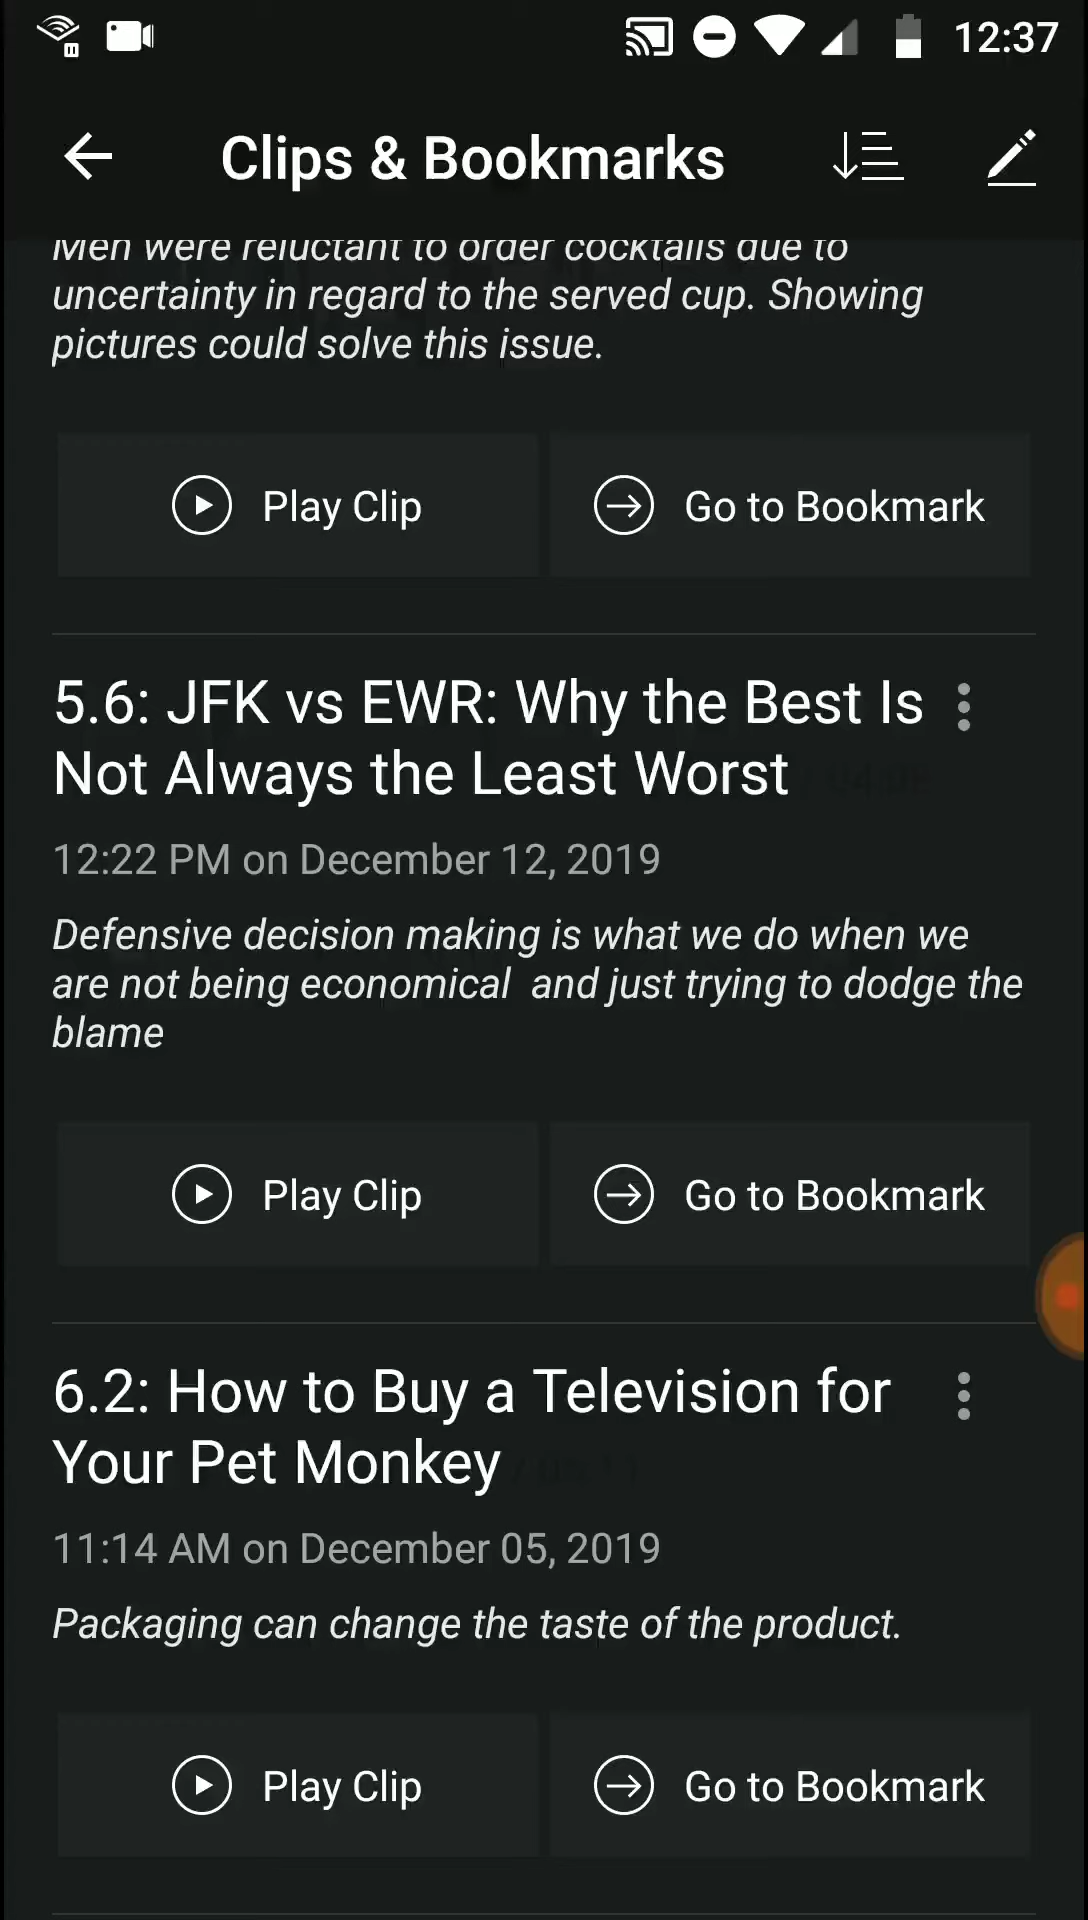 12:37
Clips & Bookmarks
Men were reluctant to order cocktails due to
uncertainty in regard to the served cup. Showing
pictures could solve this issue.
Play Clip
Go to Bookmark
5.6: JFK vs EWR: Why the Best Is
Not Always the Least Worst
12:22 PM on December 12, 2019
Defensive decision making is what we do when we
are not being economical  and just trying to dodge the
blame
Play Clip
Go to Bookmark
6.2: How to Buy a Television for
Your Pet Monkey
11:14 AM on December 05, 2019
Packaging can change the taste of the product.
Play Clip
Go to Bookmark